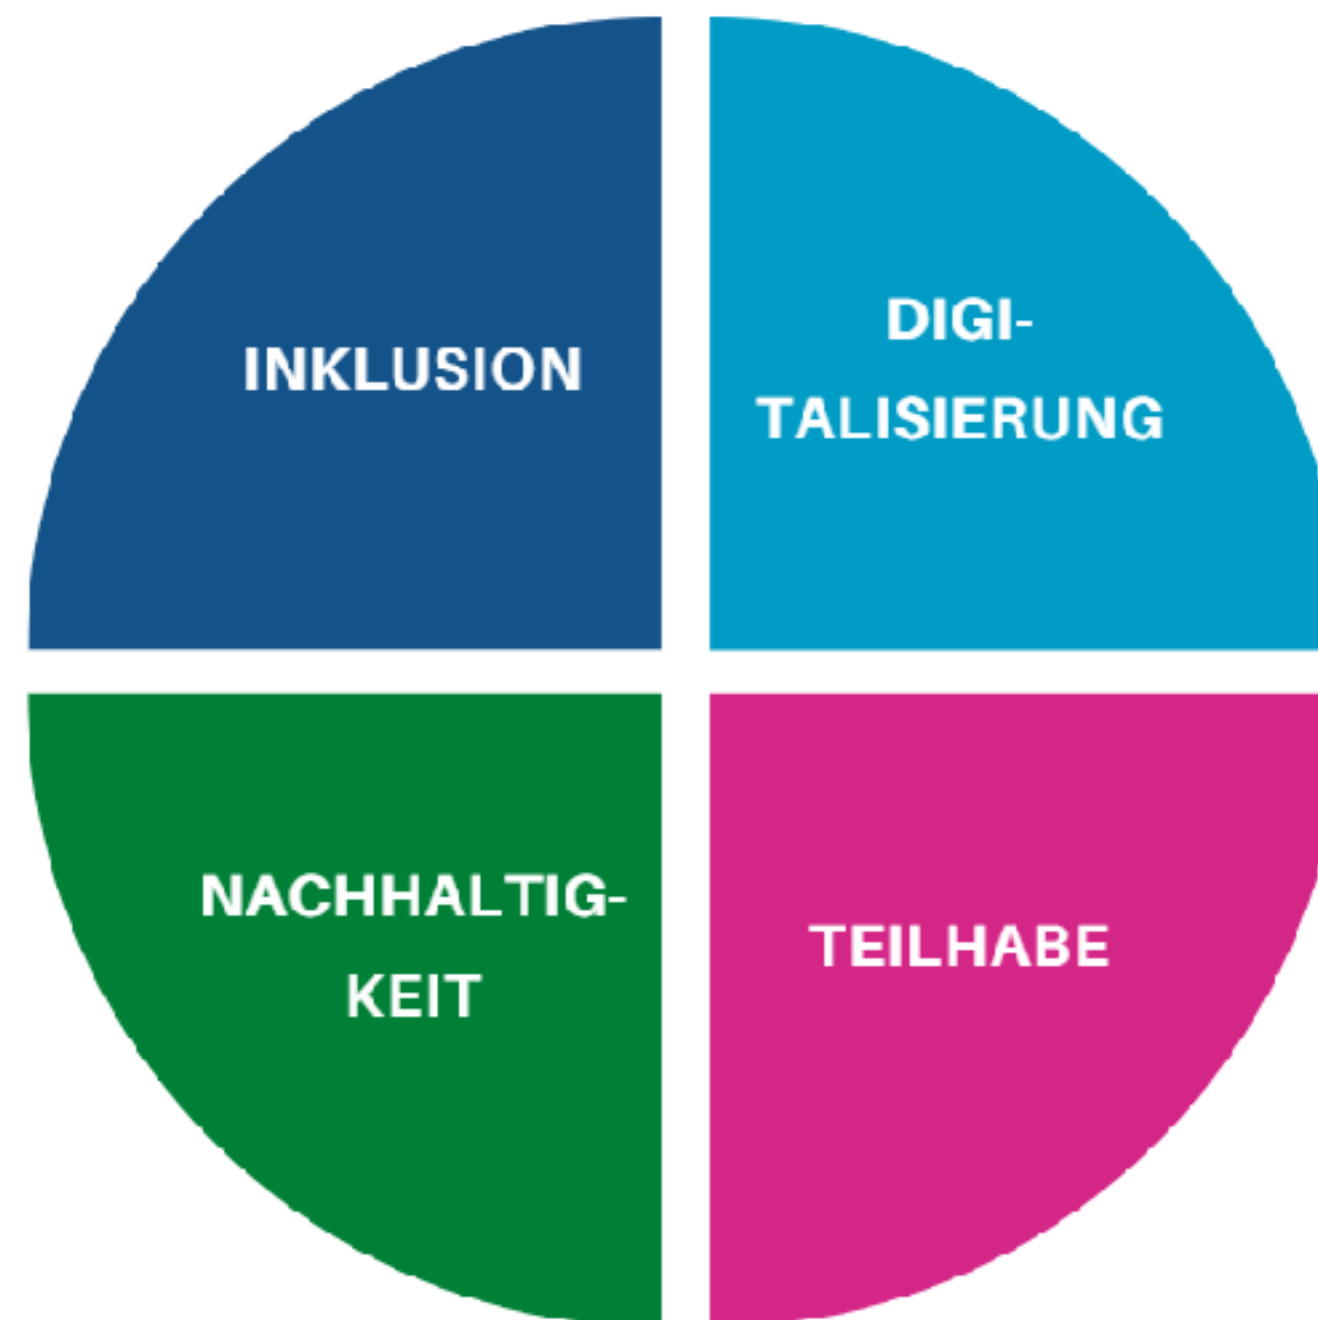 INKLUSION
DIGI-
TALISIERUNG
NACHHALTIG-
KEIT
TEILHABE